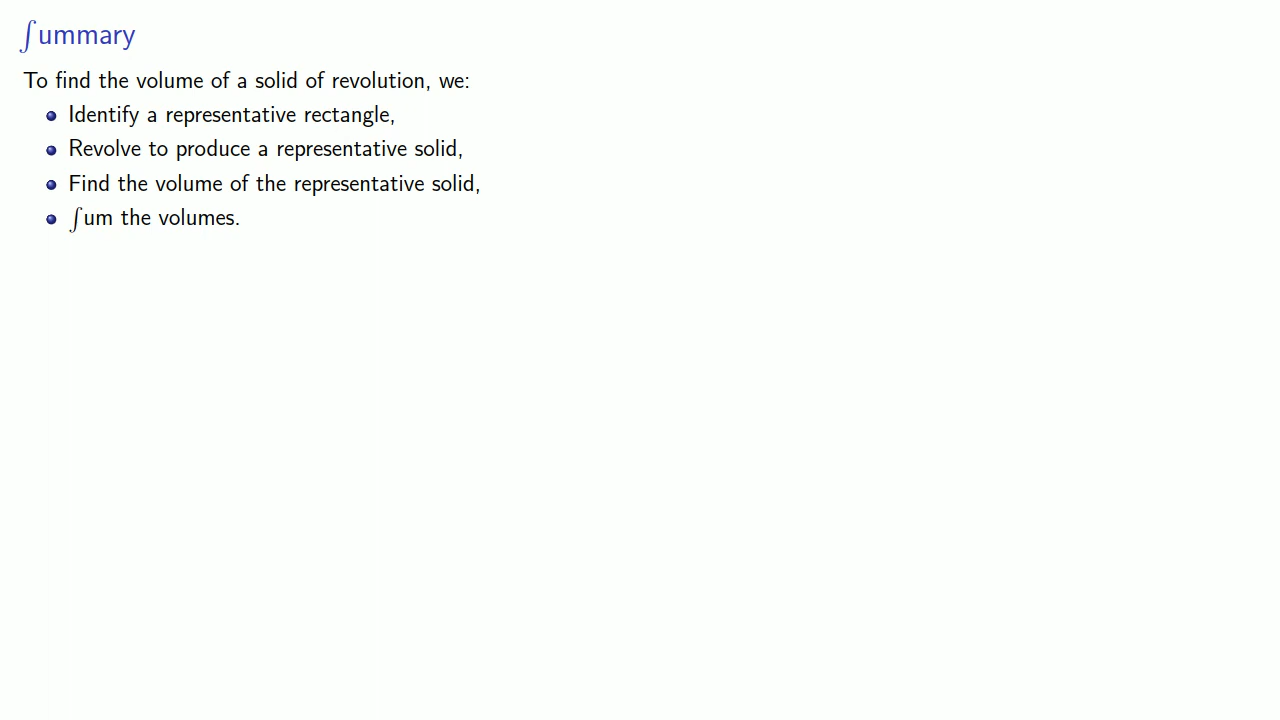 ∫ummary
To find the volume of a solid of revolution, we:
Identify a representative rectangle,
Revolve to produce a representative solid,
Find the volume of the representative solid,
∫um the volumes.